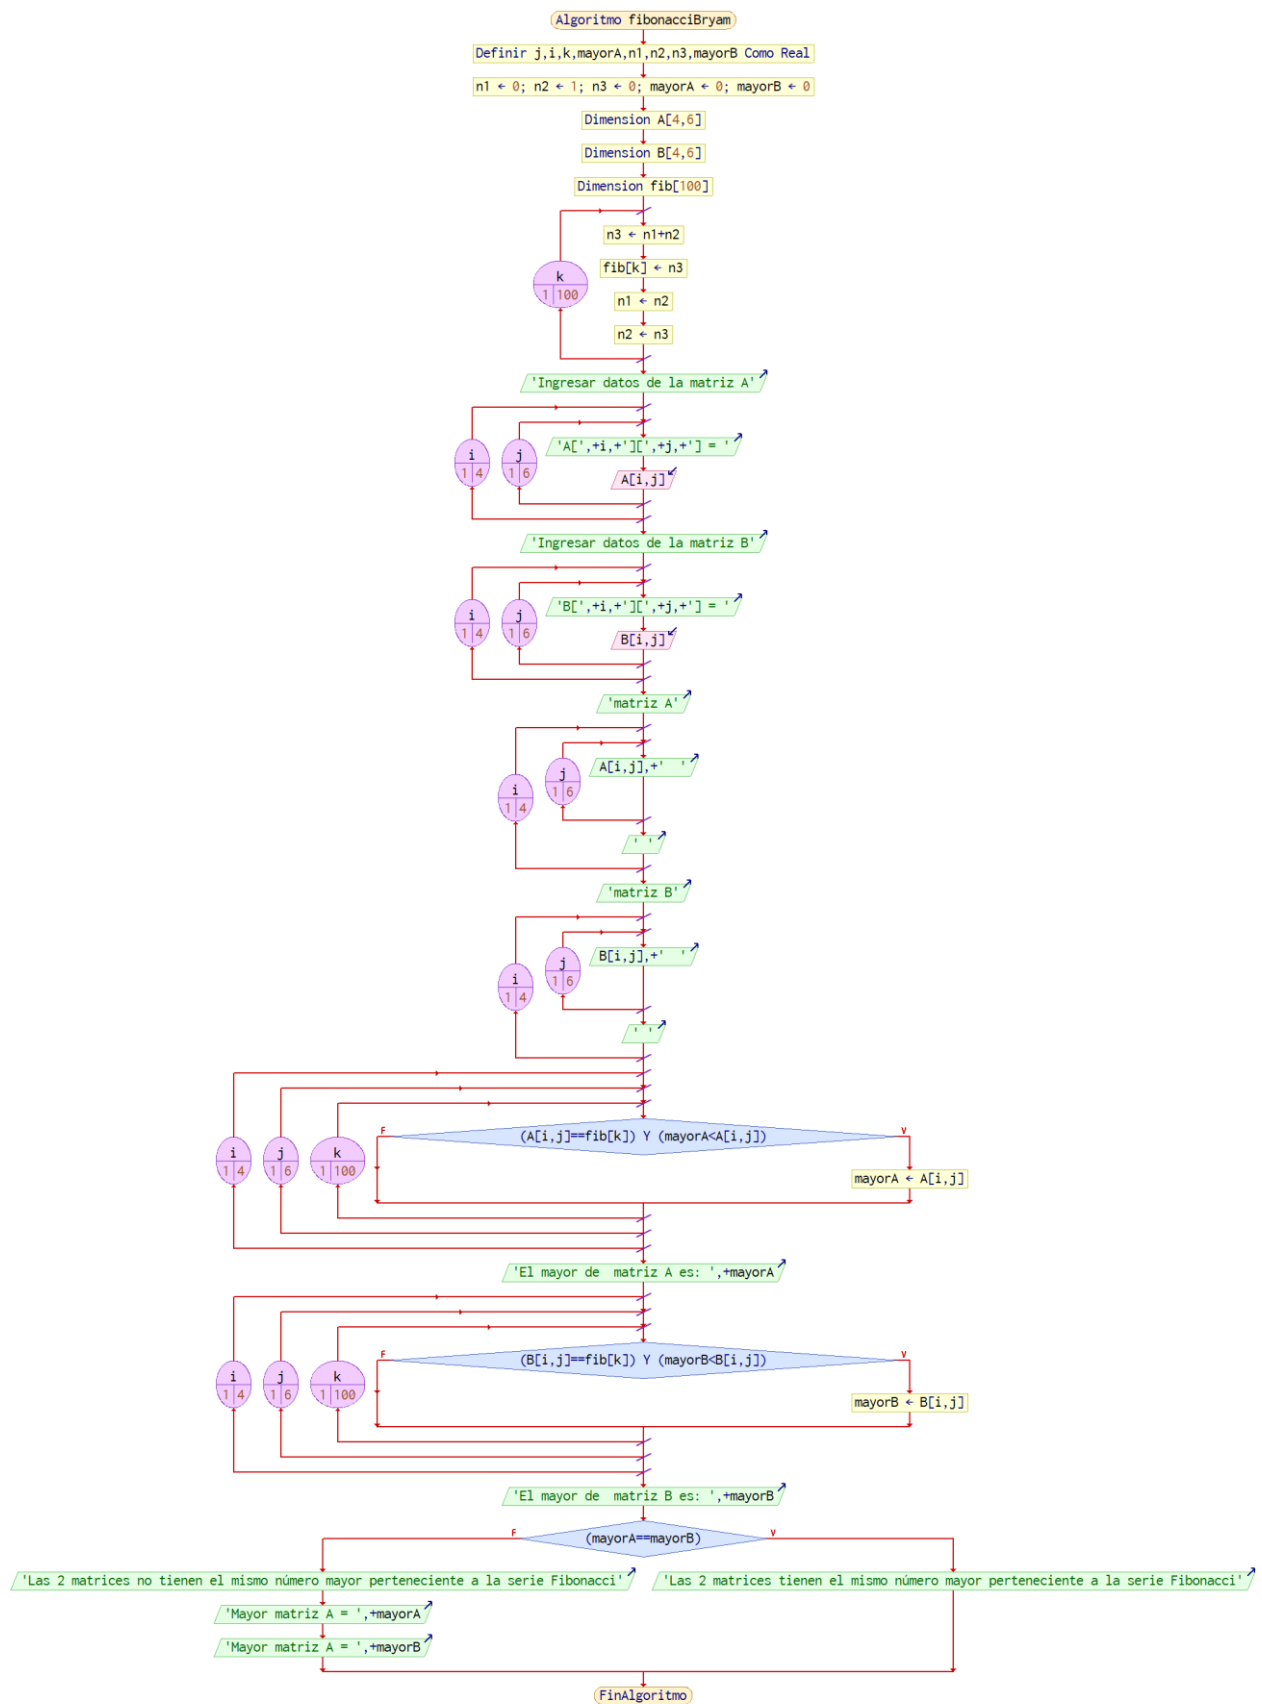 Algoritmo fibonacciBryam
Definir j,i,k,mayorA,n1,n2,n3,mayorB Como Real
n1 ← 0; n2 ← 1; n3 ← 0; mayorA ← 0; mayorB ← 0
Dimension A[4,6]
Dimension B[4,6]
Dimension fib[100]
n3 ← n1+n2
k
1 100
fib[k] ← n3
n1 ← n2
n2 ← n3
'Ingresar datos de la matriz A'
i
1 4
j
1 6
'A[',+i,+'][',+j,+'] = '
A[i,j]
'Ingresar datos de la matriz B'
i
1 4
j
1 6
'B[',+i,+'][',+j,+'] = '
B[i,j]
'matriz A'
i
1 4
j
1 6
A[i,j],+'  '
' '
'matriz B'
i
1 4
j
1 6
B[i,j],+'  '
' '
i
1 4
j
1 6
k
1 100
F
(A[i,j]==fib[k]) Y (mayorA<A[i,j])
V
mayorA ← A[i,j]
'El mayor de  matriz A es: ',+mayorA
i
1 4
j
1 6
k
1 100
F
(B[i,j]==fib[k]) Y (mayorB<B[i,j])
V
mayorB ← B[i,j]
'El mayor de  matriz B es: ',+mayorB
F
(mayorA==mayorB)
V
'Las 2 matrices no tienen el mismo número mayor perteneciente a la serie Fibonacci'
'Las 2 matrices tienen el mismo número mayor perteneciente a la serie Fibonacci'
'Mayor matriz A = ',+mayorA
'Mayor matriz A = ',+mayorB
FinAlgoritmo